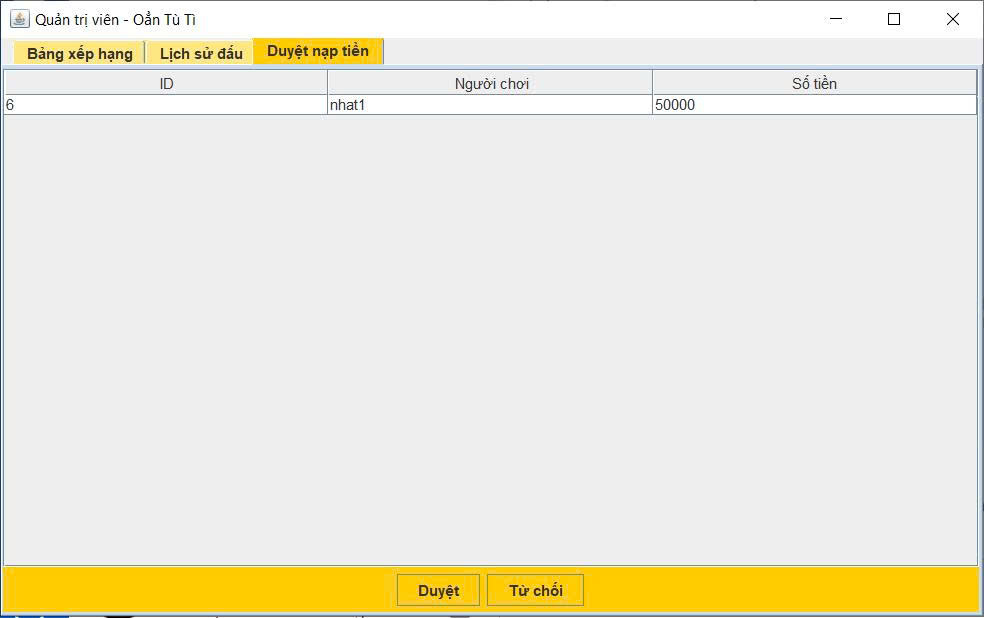 Quản trị viên - Oẳn Tù Tì
Bảng xếp hạng Lịch sử đấu Duyệt nạp tiền
ID Người chơi Số tiền
6 nhat1 50000
Duyệt Từ chối